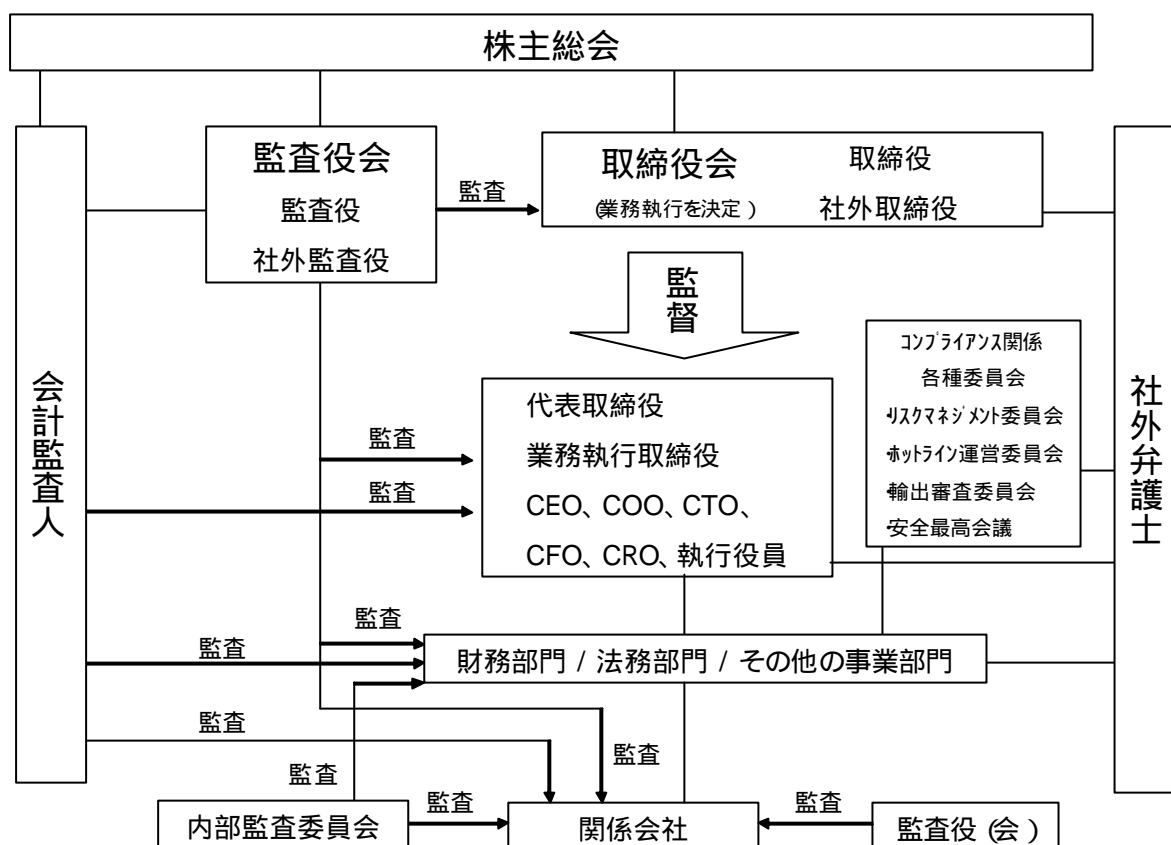 株主総会
監査役会
監査役
社外監査役
監査
取締役会
(業務執行を決定)
取締役
社外取締役
会計監査人
監督
コンプライアンス関係
各種委員会
・リスクマネジメント委員会
・ホットライン運営委員会
・輸出審査委員会
・安全最高会議
社外弁護士
代表取締役
業務執行取締役
CEO、COO、CTO、
CFO、CRO、執行役員
監査
監査
監査
監査
財務部門 / 法務部門 / その他の事業部門
監査
監査
監査
内部監査委員会
監査
関係会社
監査
監査役(会)